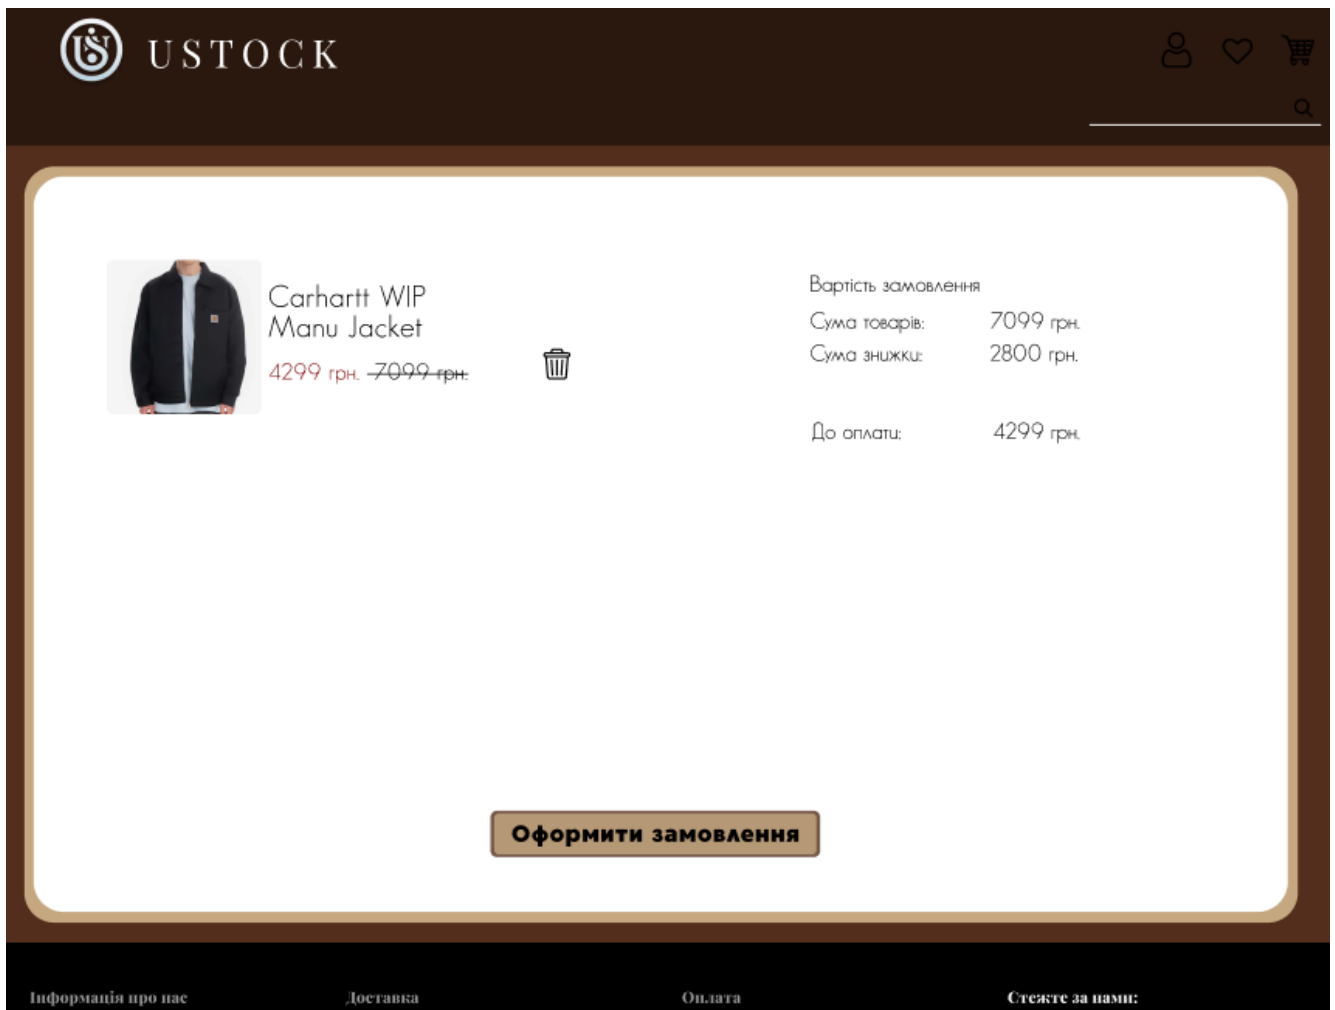 USTOCK
Carhartt WIP
Manu Jacket
4299 грн. 7099 грн.
Вартість замовлення
Сума товарів: 7099 грн.
Сума знижки: 2800 грн.
До оплати: 4299 грн.
Оформити замовлення
Інформація про нас Доставка Оплата Стежте за нами: